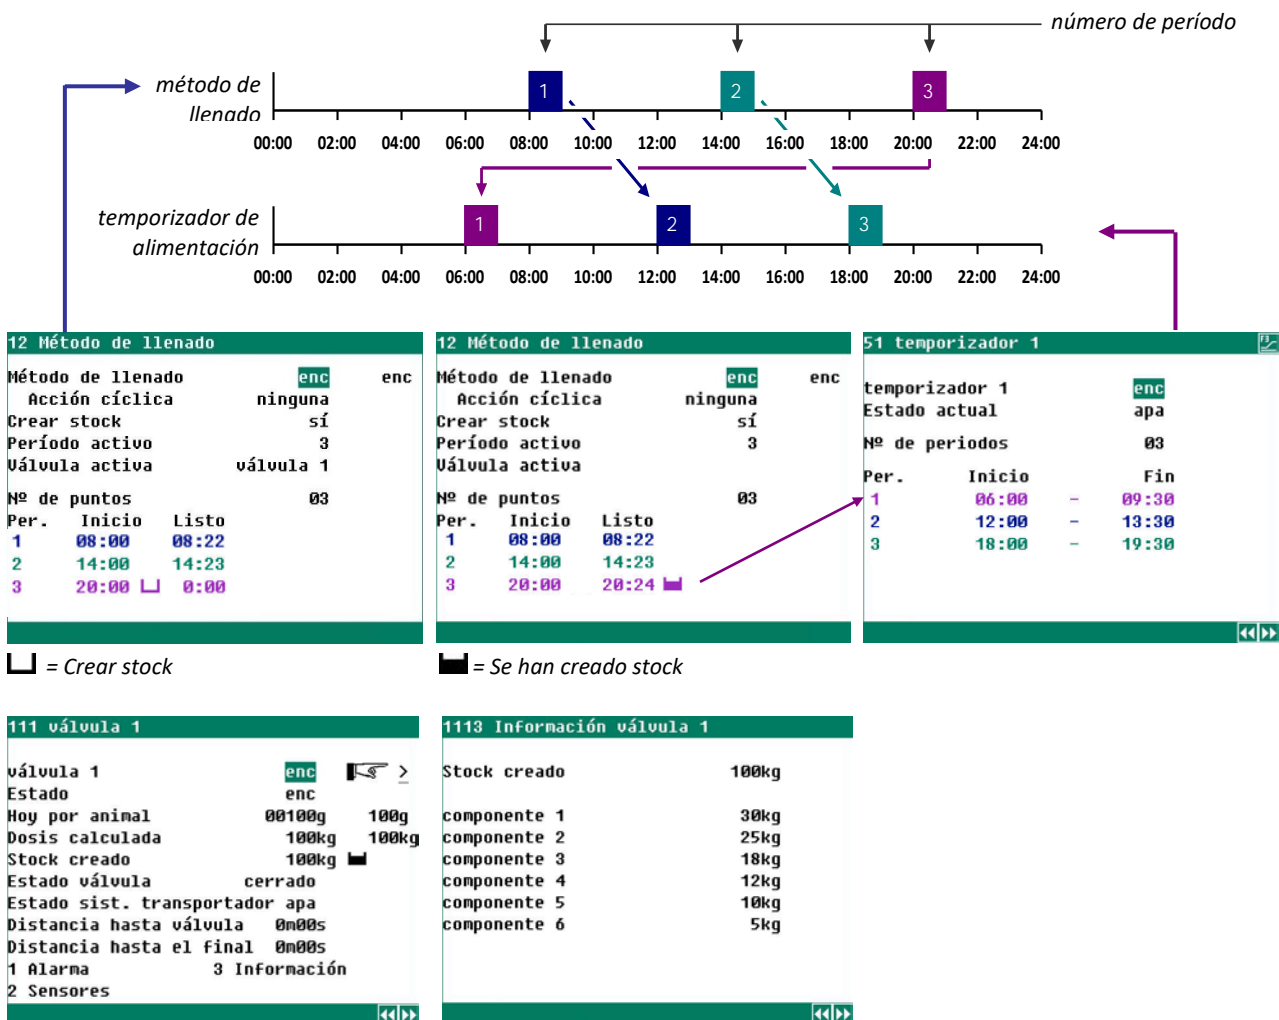 número de período
método de
llenado
1 2 3
00:00 02:00 04:00 06:00 08:00 10:00 12:00 14:00 16:00 18:00 20:00 22:00 24:00
temporizador de
alimentación
1 2 3
00:00 02:00 04:00 06:00 08:00 10:00 12:00 14:00 16:00 18:00 20:00 22:00 24:00
12 Método de llenado
Método de llenado enc enc
Acción cíclica ninguna
Crear stock sí
Período activo 3
Válvula activa válvula 1
Nº de puntos 03
Per. Inicio Listo
1 08:00 08:22
2 14:00 14:23
3 20:00 0:00
= Crear stock
12 Método de llenado
Método de llenado enc enc
Acción cíclica ninguna
Crear stock sí
Período activo 3
Válvula activa
Nº de puntos 03
Per. Inicio Listo
1 08:00 08:22
2 14:00 14:23
3 20:00 20:24
= Se han creado stock
51 temporizador 1
F3
temporizador 1 enc
Estado actual apa
Nº de periodos 03
Per. Inicio Fin
1 06:00 - 09:30
2 12:00 - 13:30
3 18:00 - 19:30
111 válvula 1
válvula 1 enc >
Estado enc
Hoy por animal 00100g 100g
Dosis calculada 100kg 100kg
Stock creado 100kg
Estado válvula cerrado
Estado sist. transportador apa
Distancia hasta válvula 0m00s
Distancia hasta el final 0m00s
1 Alarma 3 Información
2 Sensores
1113 Información válvula 1
Stock creado 100kg
componente 1 30kg
componente 2 25kg
componente 3 18kg
componente 4 12kg
componente 5 10kg
componente 6 5kg